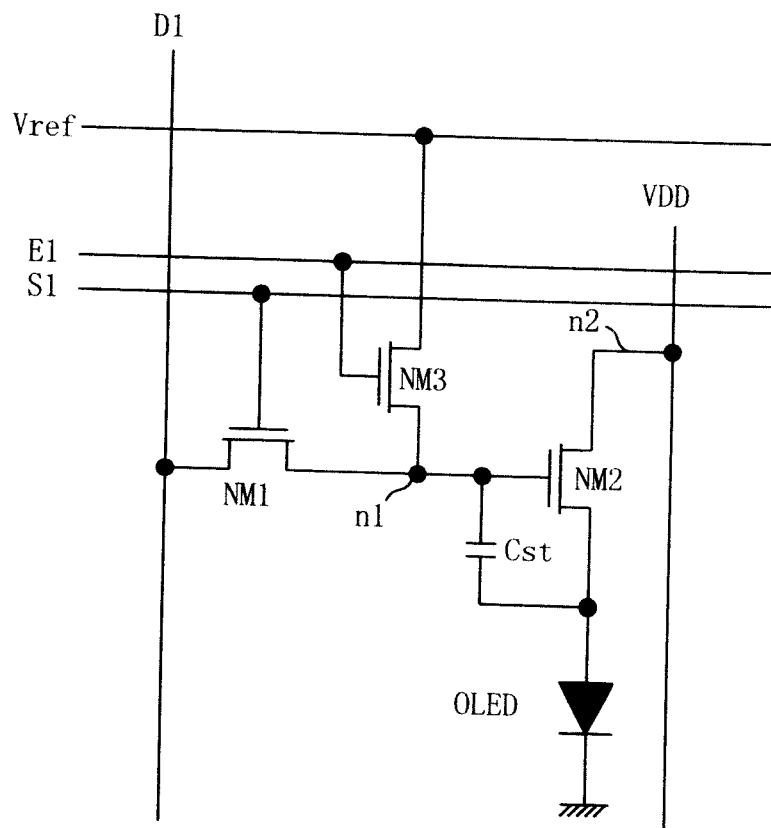 D1
Vref
VDD
E1
S1
n2
NM3
NM1
n1
NM2
Cst
OLED